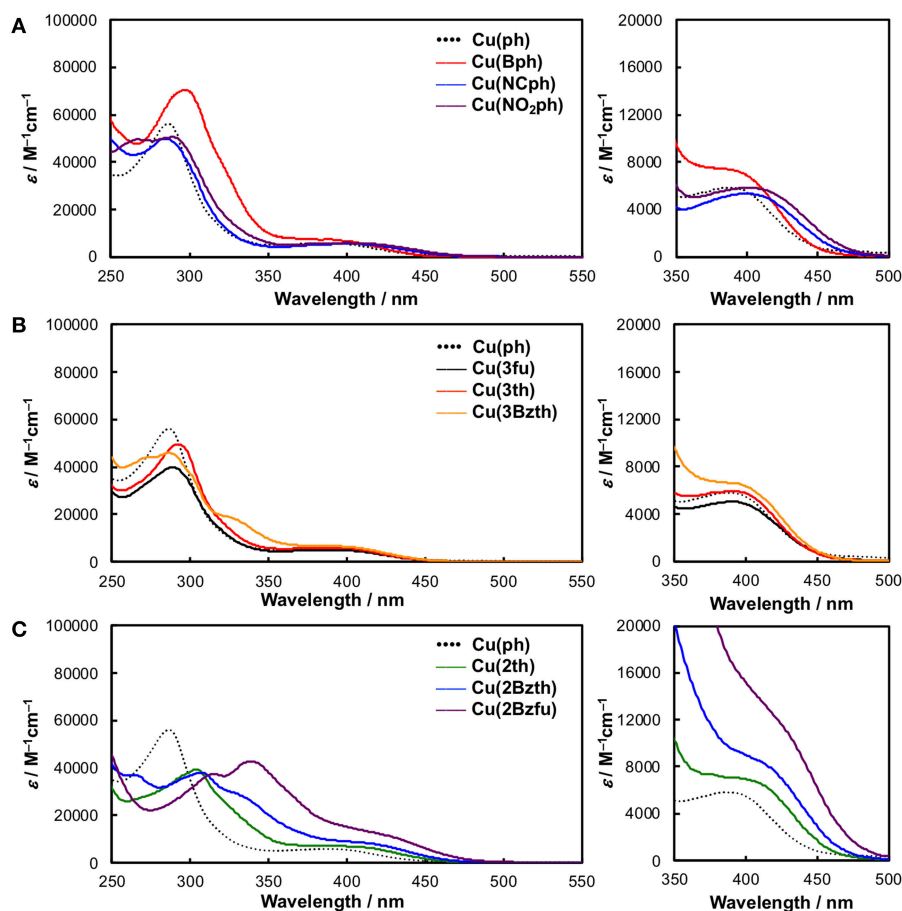 A
100000
80000
60000
40000
20000
0
ε / M⁻¹cm⁻¹
Cu(ph)
Cu(Bph)
Cu(NCph)
Cu(NO₂ph)
250 300 350 400 450 500 550
Wavelength / nm
20000
16000
12000
8000
4000
0
ε / M⁻¹cm⁻¹
350 400 450 500
Wavelength / nm
B
100000
80000
60000
40000
20000
0
ε / M⁻¹cm⁻¹
Cu(ph)
Cu(3fu)
Cu(3th)
Cu(3Bzth)
250 300 350 400 450 500 550
Wavelength / nm
20000
16000
12000
8000
4000
0
ε / M⁻¹cm⁻¹
350 400 450 500
Wavelength / nm
C
100000
80000
60000
40000
20000
0
ε / M⁻¹cm⁻¹
Cu(ph)
Cu(2th)
Cu(2Bzth)
Cu(2Bzfu)
250 300 350 400 450 500 550
Wavelength / nm
20000
16000
12000
8000
4000
0
ε / M⁻¹cm⁻¹
350 400 450 500
Wavelength / nm